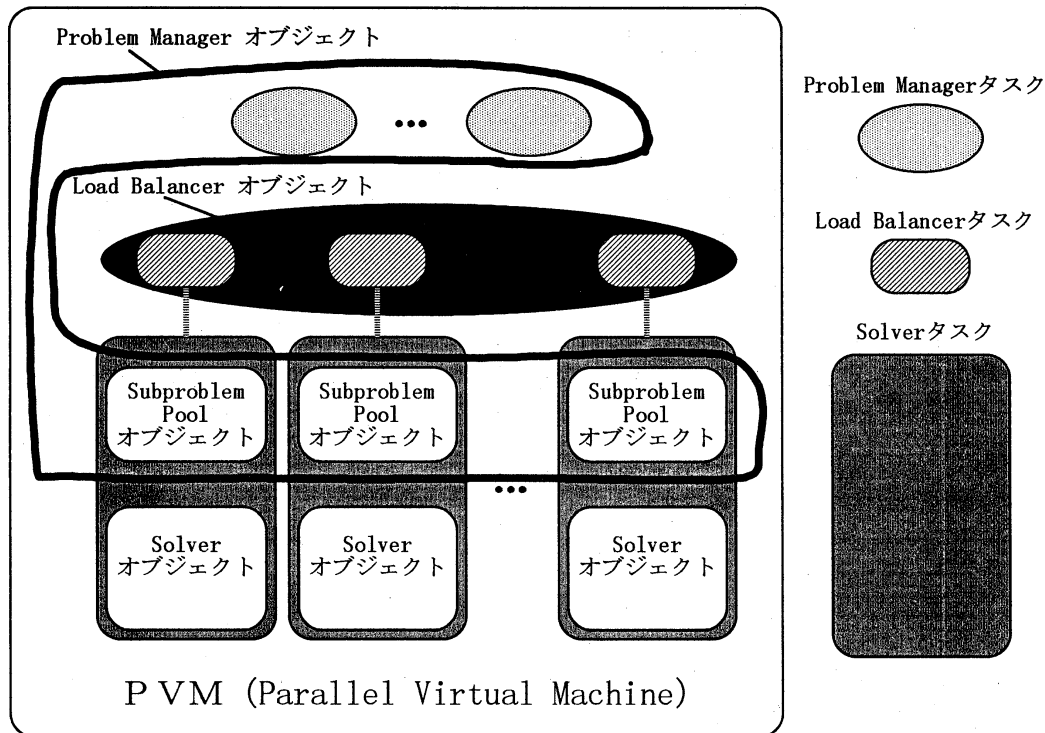 Problem Manager オブジェクト
•••
Load Balancer オブジェクト
Subproblem
Pool
オブジェクト
Subproblem
Pool
オブジェクト
Subproblem
Pool
オブジェクト
•••
Solver
オブジェクト
Solver
オブジェクト
Solver
オブジェクト
PVM (Parallel Virtual Machine)
Problem Managerタスク
Load Balancerタスク
Solverタスク